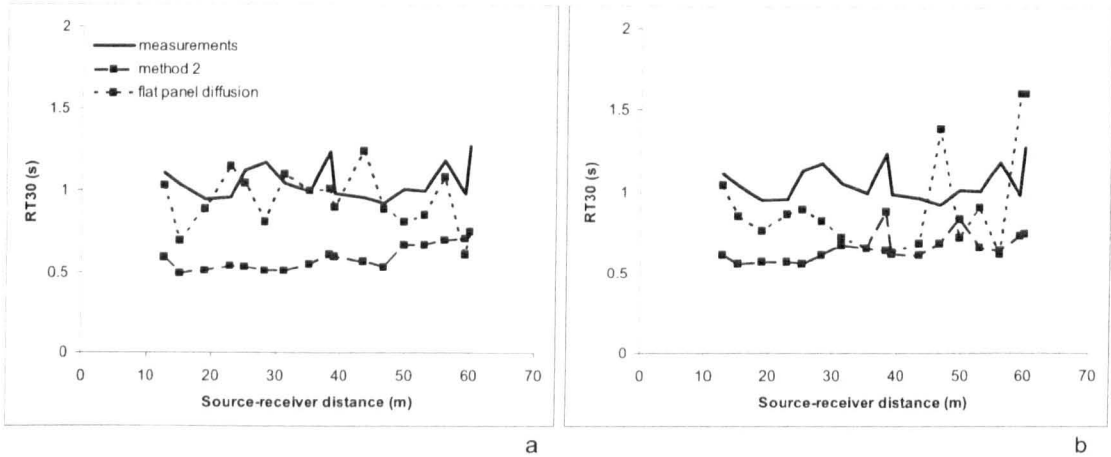 2
measurements
method 2
flat panel diffusion
1.5
RT30 (s)
1
0.5
0
0 10 20 30 40 50 60 70
Source-receiver distance (m)
a
2
1.5
RT30 (s)
1
0.5
0
0 10 20 30 40 50 60 70
Source-receiver distance (m)
b